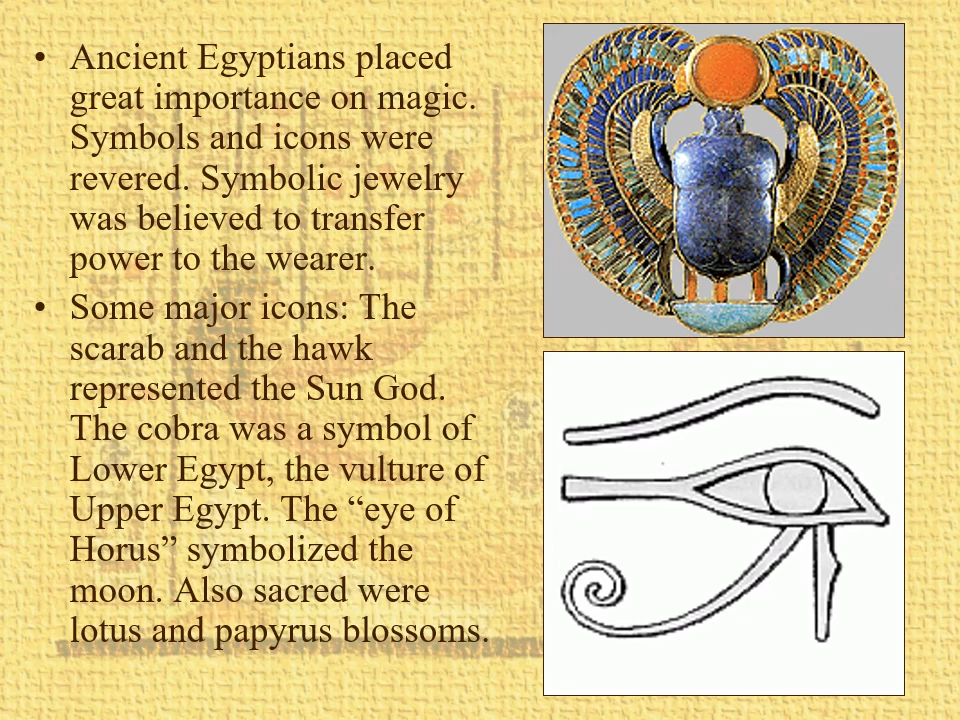 • Ancient Egyptians placed
great importance on magic.
Symbols and icons were
revered. Symbolic jewelry
was believed to transfer
power to the wearer.
• Some major icons: The
scarab and the hawk
represented the Sun God.
The cobra was a symbol of
Lower Egypt, the vulture of
Upper Egypt. The “eye of
Horus” symbolized the
moon. Also sacred were
lotus and papyrus blossoms.